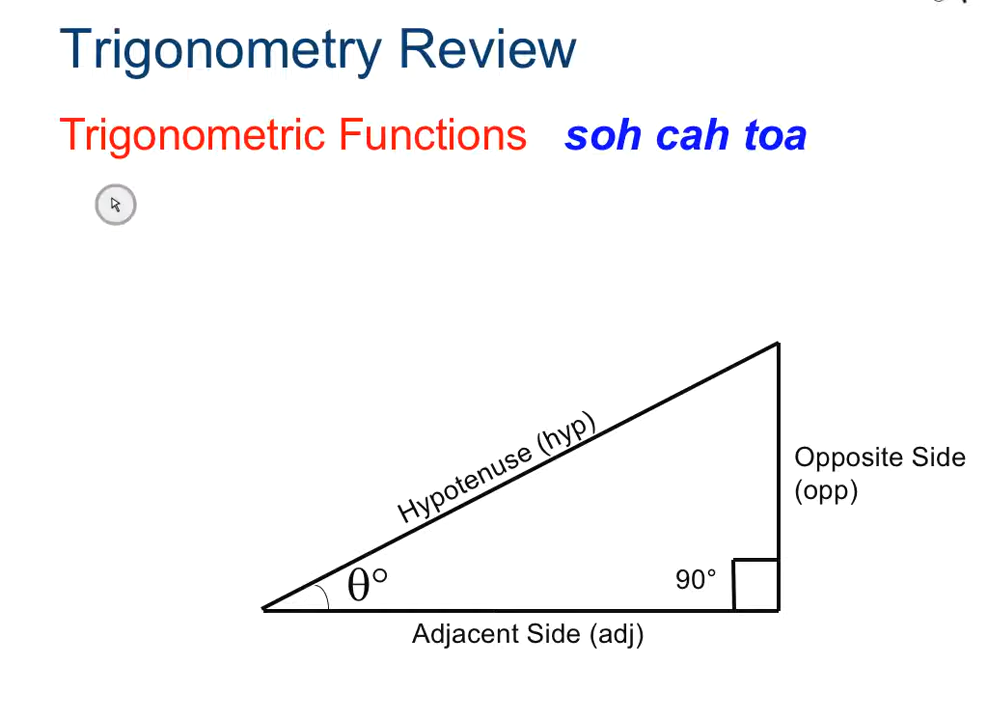 Trigonometry Review
Trigonometric Functions soh cah toa
Hypotenuse (hyp)
Opposite Side
(opp)
θ°
90°
Adjacent Side (adj)